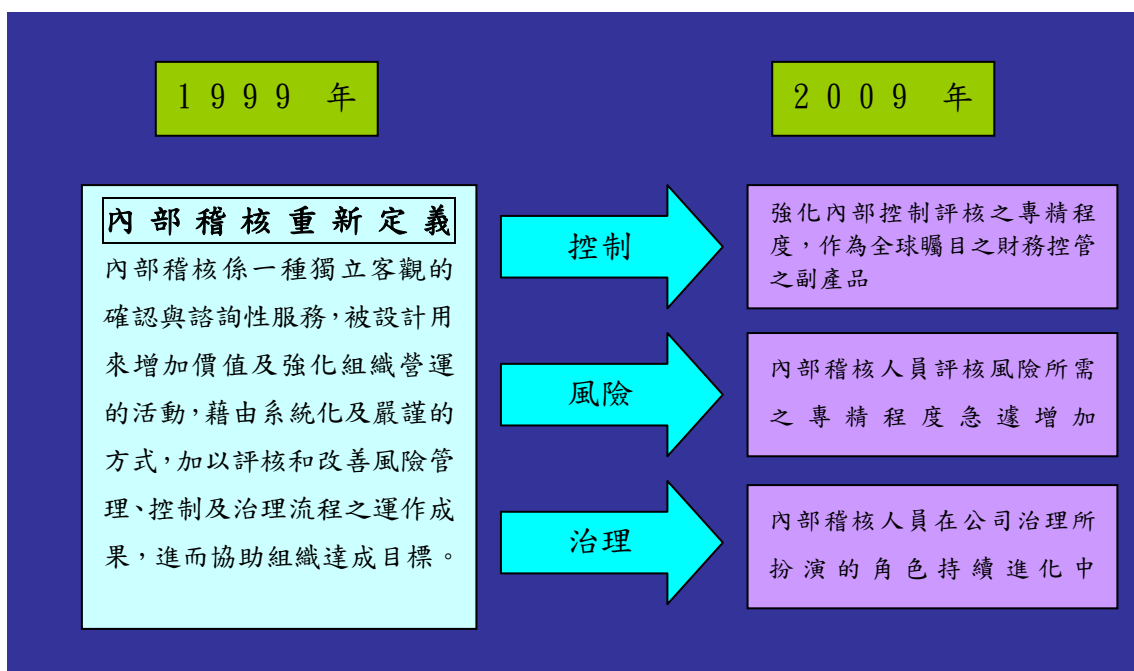 1999 年
2009 年
內部稽核重新定義
內部稽核係一種獨立客觀的
確認與諮詢性服務，被設計用
來增加價值及強化組織營運
的活動，藉由系統化及嚴謹的
方式，加以評核和改善風險管
理、控制及治理流程之運作成
果，進而協助組織達成目標。
控制
強化內部控制評核之專精程
度，作為全球矚目之財務控管
之副產品
風險
內部稽核人員評核風險所需
之專精程度急遽增加
治理
內部稽核人員在公司治理所
扮演的角色持續進化中